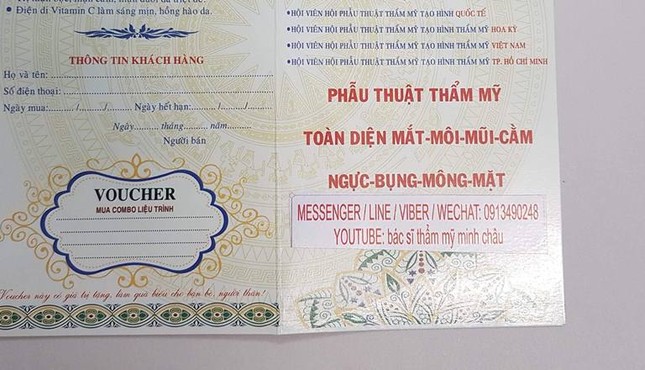 Điện di Vitamin C làm sáng mịn, hồng hào da.
THÔNG TIN KHÁCH HÀNG
Họ và tên:
Số điện thoại:
Ngày mua:..../..../.... Ngày hết hạn:..../..../....
Ngày..... tháng..... năm.....
Người bán
VOUCHER
MUA COMBO LIỆU TRÌNH
Voucher này có giá trị tặng, làm quà biếu cho bạn bè, người thân!
• HỘI VIÊN HỘI PHẪU THUẬT THẨM MỸ TẠO HÌNH QUỐC TẾ
• HỘI VIÊN HỘI PHẪU THUẬT THẨM MỸ TẠO HÌNH THẨM MỸ HOA KỲ
• HỘI VIÊN HỘI PHẪU THUẬT THẨM MỸ TẠO HÌNH THẨM MỸ VIỆT NAM
• HỘI VIÊN HỘI PHẪU THUẬT THẨM MỸ TẠO HÌNH THẨM MỸ TP. HỒ CHÍ MINH
PHẪU THUẬT THẨM MỸ
TOÀN DIỆN MẮT-MÔI-MŨI-CẰM
NGỰC-BỤNG-MÔNG-MẶT
MESSENGER / LINE / VIBER / WECHAT: 0913490248
YOUTUBE: bác sĩ thẩm mỹ minh châu